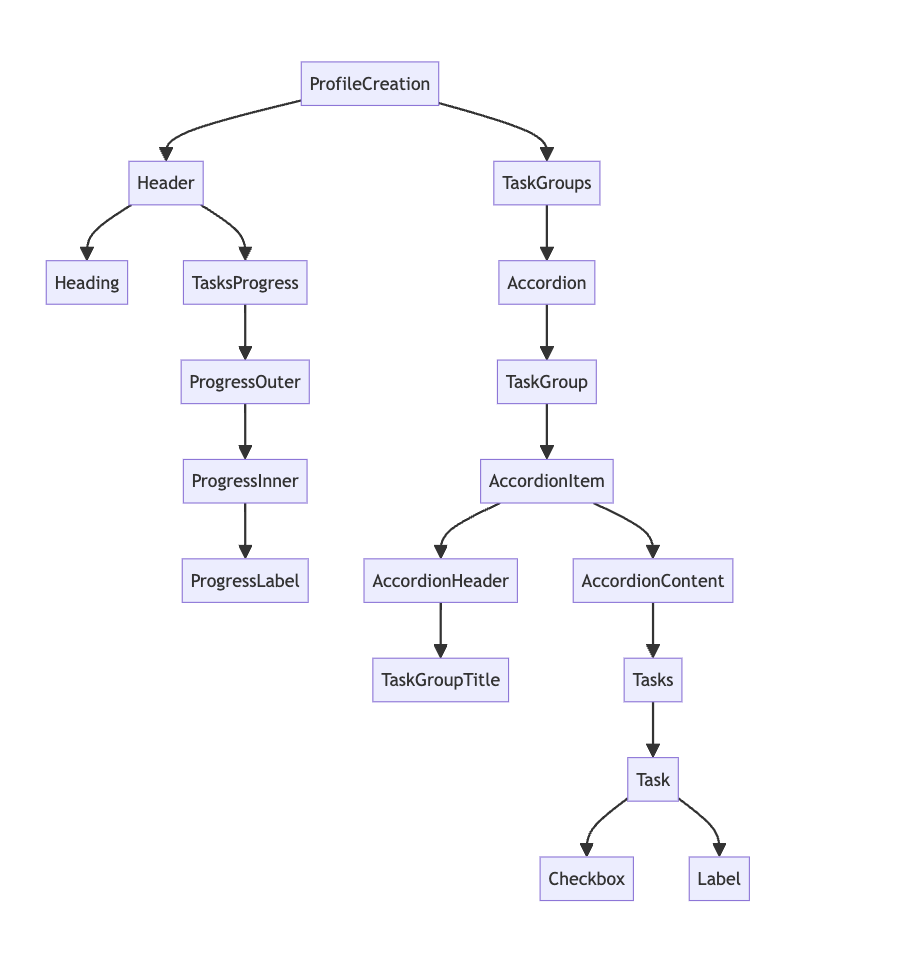 ProfileCreation
Header
TaskGroups
Heading
TasksProgress
Accordion
ProgressOuter
TaskGroup
ProgressInner
AccordionItem
ProgressLabel
AccordionHeader
AccordionContent
TaskGroupTitle
Tasks
Task
Checkbox
Label